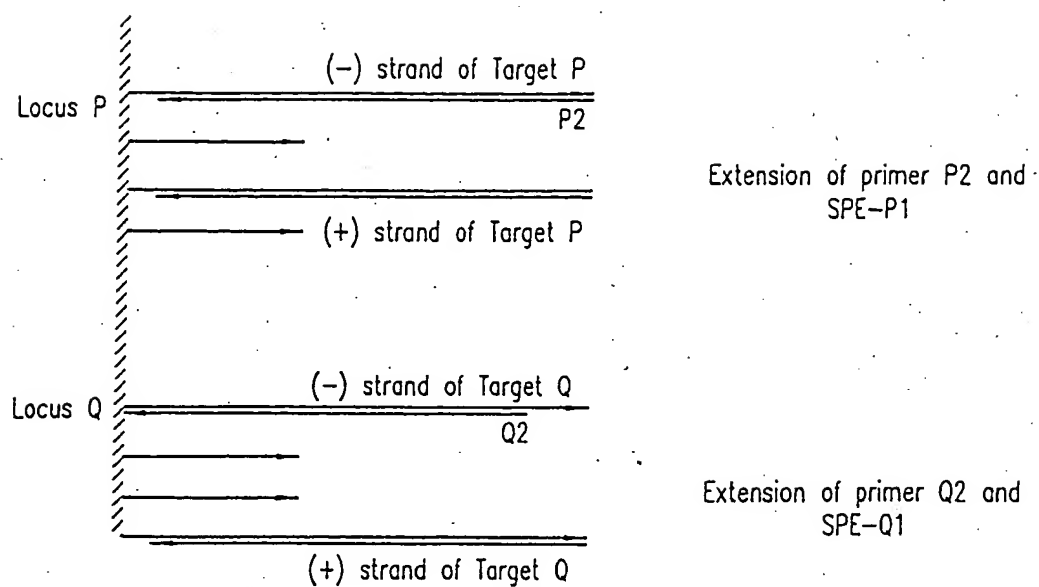 (-) strand of Target P
Locus P
P2
Extension of primer P2 and
SPE-P1
(+) strand of Target P
(-) strand of Target Q
Locus Q
Q2
Extension of primer Q2 and
SPE-Q1
(+) strand of Target Q